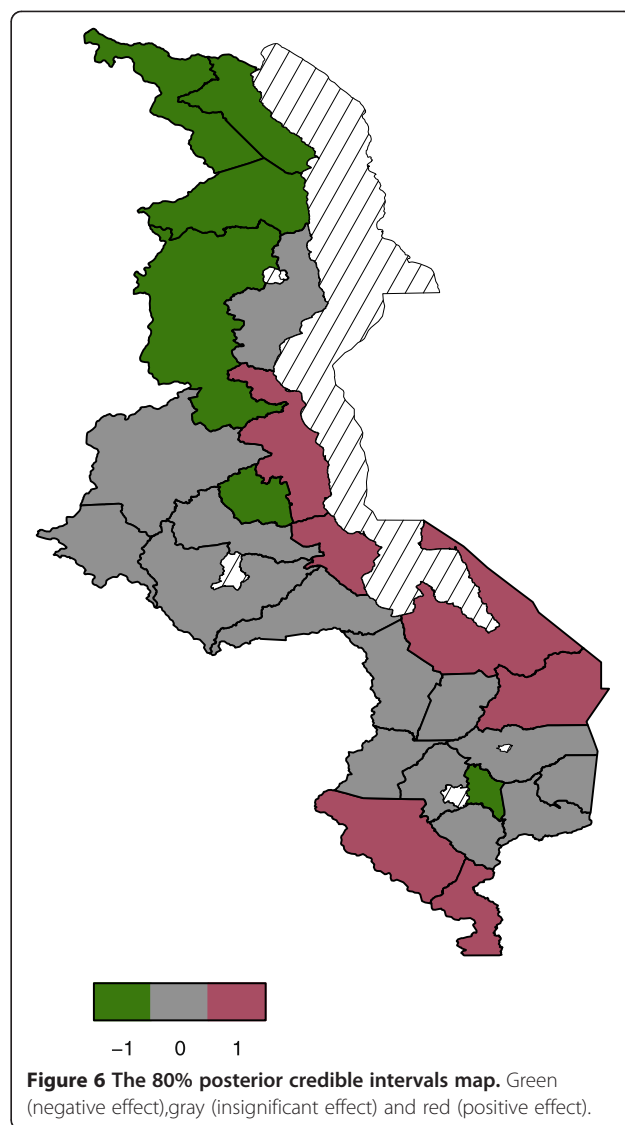 −1 0 1
Figure 6 The 80% posterior credible intervals map. Green
(negative effect),gray (insignificant effect) and red (positive effect).